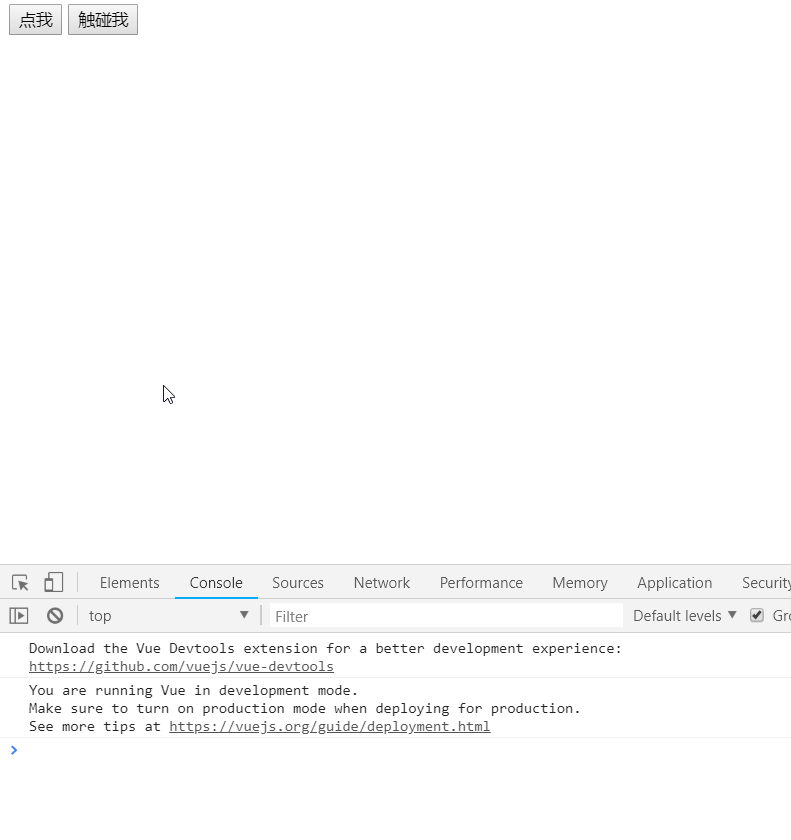 点我 触碰我
Elements Console Sources Network Performance Memory Application Security
top Filter Default levels Gro
Download the Vue Devtools extension for a better development experience:
https://github.com/vuejs/vue-devtools
You are running Vue in development mode.
Make sure to turn on production mode when deploying for production.
See more tips at https://vuejs.org/guide/deployment.html